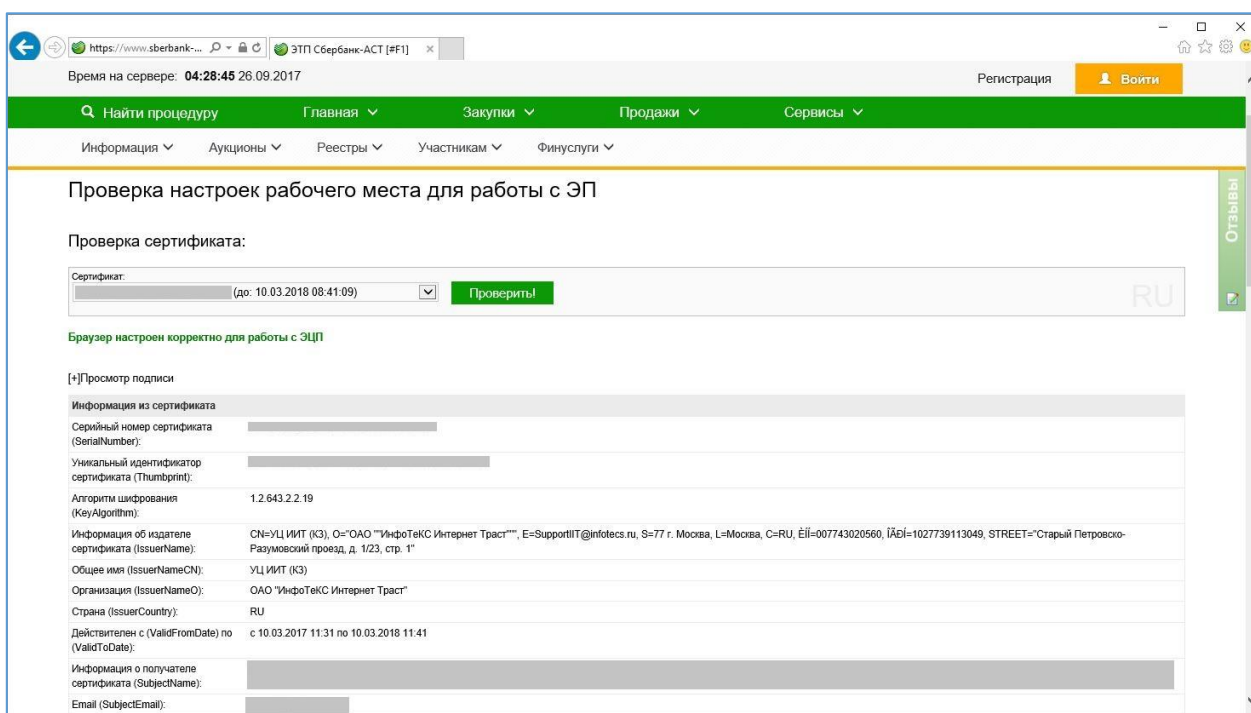 https://www.sberbank-...
ЭТП Сбербанк-АСТ [#F1]
Время на сервере: 04:28:45 26.09.2017
Регистрация
Войти
Найти процедуру Главная Закупки Продажи Сервисы
Информация Аукционы Реестры Участникам Финуслуги
Проверка настроек рабочего места для работы с ЭП
Отзывы
Проверка сертификата:
Сертификат:
(до: 10.03.2018 08:41:09)
Проверить!
RU
Браузер настроен корректно для работы с ЭЦП
[+]Просмотр подписи
Информация из сертификата
Серийный номер сертификата
(SerialNumber):
Уникальный идентификатор
сертификата (Thumbprint):
Алгоритм шифрования
(KeyAlgorithm):
1.2.643.2.2.19
Информация об издателе
сертификата (IssuerName):
CN=УЦ ИИТ (К3), O="ОАО ""ИнфоТеКС Интернет Траст""", E=SupportIIT@infotecs.ru, S=77 г. Москва, L=Москва, C=RU, ÈÍÍ=007743020560, ÎÃÐÍ=1027739113049, STREET="Старый Петровско-
Разумовский проезд, д. 1/23, стр. 1"
Общее имя (IssuerNameCN): УЦ ИИТ (К3)
Организация (IssuerNameO): ОАО "ИнфоТеКС Интернет Траст"
Страна (IssuerCountry): RU
Действителен с (ValidFromDate) по
(ValidToDate):
с 10.03.2017 11:31 по 10.03.2018 11:41
Информация о получателе
сертификата (SubjectName):
Email (SubjectEmail):